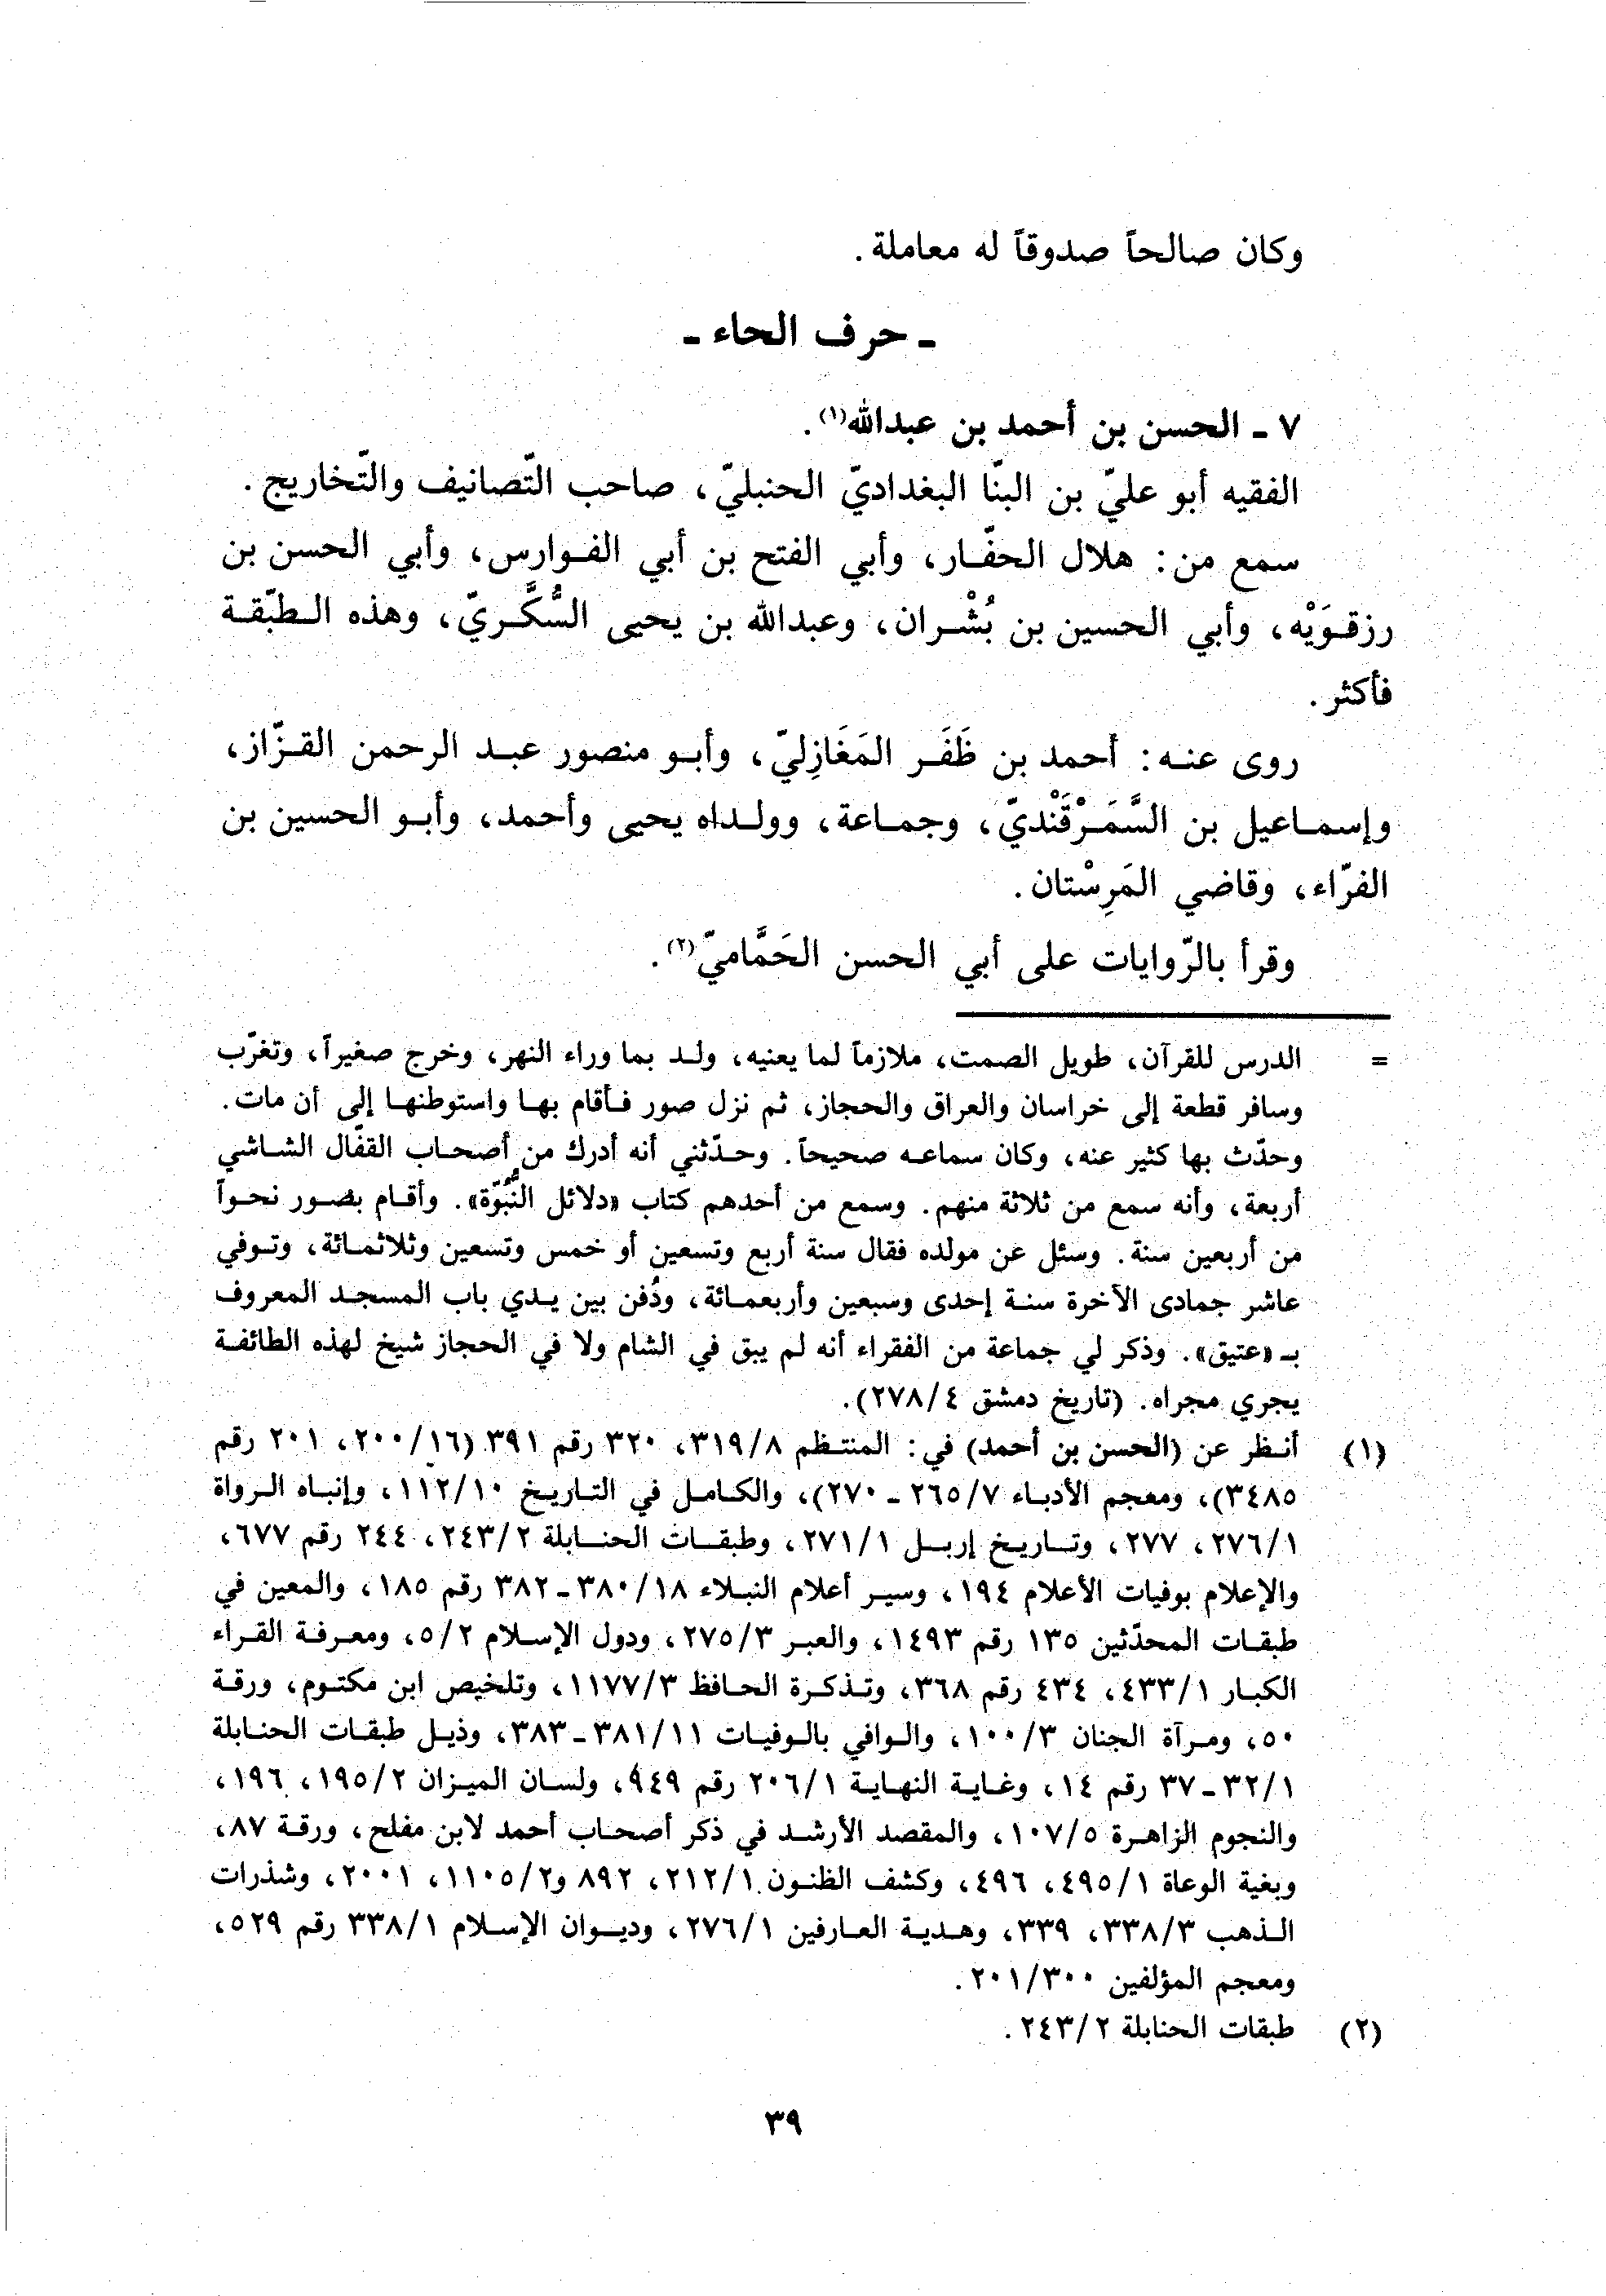 وكان صالحاً صدوقاً له معاملة.
ـ حرف الحاء ـ
٧ ـ الحسن بن أحمد بن عبدالله(١).
الفقيه أبو عليّ بن البنّا البغداديّ الحنبليّ، صاحب التّصانيف والتّخاريج.
سمع من: هلال الحفّار، وأبي الفتح بن أبي الفوارس، وأبي الحسن بن
رزقوَيْه، وأبي الحسين بن بُشْران، وعبدالله بن يحيى السُّكَّريّ، وهذه الطبّقة
فأكثر.
روى عنه: أحمد بن ظَفَر المَغَازِليّ، وأبو منصور عبد الرحمن القزّاز،
وإسماعيل بن السَّمَرْقَنْديّ، وجماعة، وولداه يحيى وأحمد، وأبو الحسين بن
الفرّاء، وقاضي المَرِسْتان.
وقرأ بالرّوايات على أبي الحسن الحَمَّاميّ(٢).
= الدرس للقرآن، طويل الصمت، ملازماً لما يعنيه، ولد بما وراء النهر، وخرج صغيراً، وتغرّب
وسافر قطعة إلى خراسان والعراق والحجاز، ثم نزل صور فأقام بها واستوطنها إلى أن مات.
وحدّث بها كثير عنه، وكان سماعه صحيحاً. وحدّثني أنه أدرك من أصحاب القفّال الشاشي
أربعة، وأنه سمع من ثلاثة منهم. وسمع من أحدهم كتاب «دلائل النُّبُوّة». وأقام بصور نحواً
من أربعين سنة. وسئل عن مولده فقال سنة أربع وتسعين أو خمس وتسعين وثلاثمائة، وتوفي
عاشر جمادى الآخرة سنة إحدى وسبعين وأربعمائة، ودُفن بين يدي باب المسجد المعروف
بـ «عتيق». وذكر لي جماعة من الفقراء أنه لم يبق في الشام ولا في الحجاز شيخ لهذه الطائفة
يجري مجراه. (تاريخ دمشق ٢٧٨/٤).
(١) أنظر عن (الحسن بن أحمد) في: المنتظم ٣١٩/٨، ٣٢٠ رقم ٣٩١ (٢٠٠/١٦، ٢٠١ رقم
٣٤٨٥)، ومعجم الأدباء ٢٦٥/٧ ـ ٢٧٠)، والكامل في التاريخ ١١٢/١٠، وإنباه الرواة
٢٧٦/١، ٢٧٧، وتاريخ إربل ٢٧١/١، وطبقات الحنابلة ٢٤٣/٢، ٢٤٤ رقم ٦٧٧،
والإعلام بوفيات الأعلام ١٩٤، وسير أعلام النبلاء ٣٨٠/١٨ ـ ٣٨٢ رقم ١٨٥، والمعين في
طبقات المحدّثين ١٣٥ رقم ١٤٩٣، والعبر ٢٧٥/٣، ودول الإسلام ٥/٢، ومعرفة القراء
الكبار ٤٣٣/١، ٤٣٤ رقم ٣٦٨، وتذكرة الحافظ ١١٧٧/٣، وتلخيص ابن مكتوم، ورقة
٥٠، ومرآة الجنان ١٠٠/٣، والوافي بالوفيات ٣٨١/١١ ـ ٣٨٣، وذيل طبقات الحنابلة
٣٢/١ ـ ٣٧ رقم ١٤، وغاية النهاية ٢٠٦/١ رقم ٩٤٩، ولسان الميزان ١٩٥/٢، ١٩٦،
والنجوم الزاهرة ١٠٧/٥، والمقصد الأرشد في ذكر أصحاب أحمد لابن مفلح، ورقة ٨٧،
وبغية الوعاة ٤٩٥/١، ٤٩٦، وكشف الظنون ٢١٢/١، ٨٩٢ و١١٠٥/٢، ٢٠٠١، وشذرات
الذهب ٣٣٨/٣، ٣٣٩، وهدية العارفين ٢٧٦/١، وديوان الإسلام ٣٣٨/١ رقم ٥٢٩،
ومعجم المؤلفين ٢٠١/٣٠٠.
(٢) طبقات الحنابلة ٢٤٣/٢.
٣٩